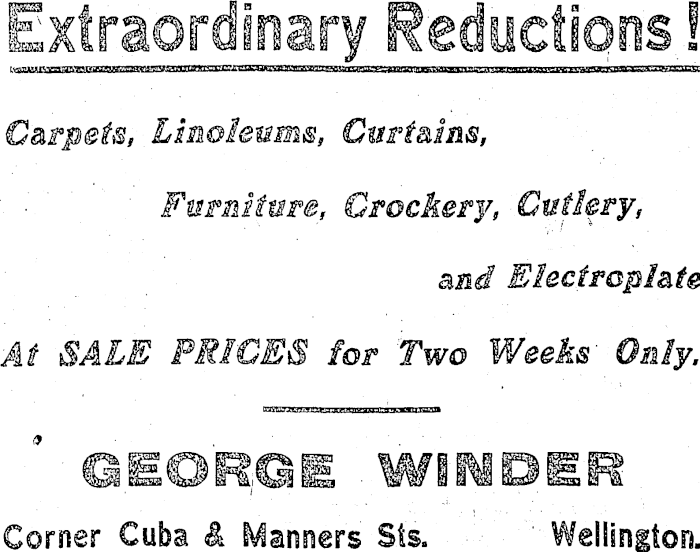 Extraordinary Reductions!
Carpets, Linoleums, Curtains,
Furniture, Crockery, Cutlery,
and Electroplate
At SALE PRICES for Two Weeks Only.
GEORGE WINDER
Corner Cuba & Manners Sts. Wellington.